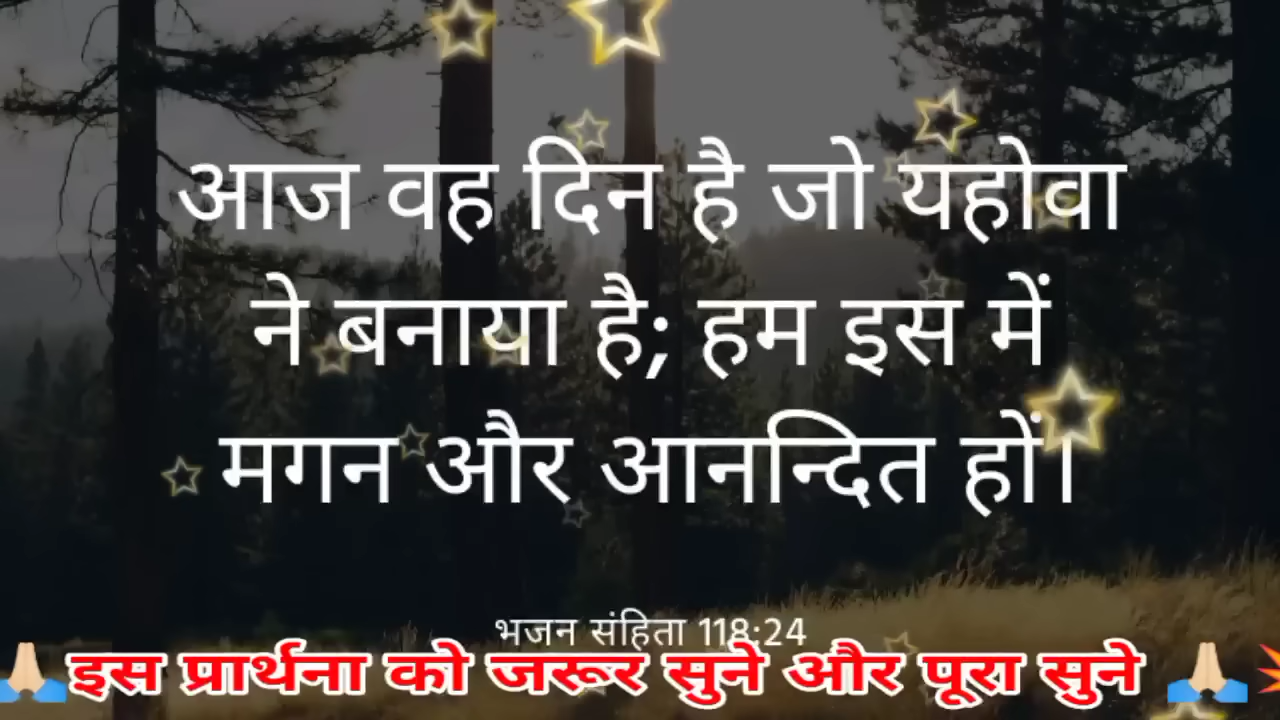 आज वह दिन है जो यहोवा
ने बनाया है; हम इस में
मगन और आनन्दित हों।
भजन संहिता 118:24
🙏🏻इस प्रार्थना को जरूर सुने और पूरा सुने 🙏🏻💥